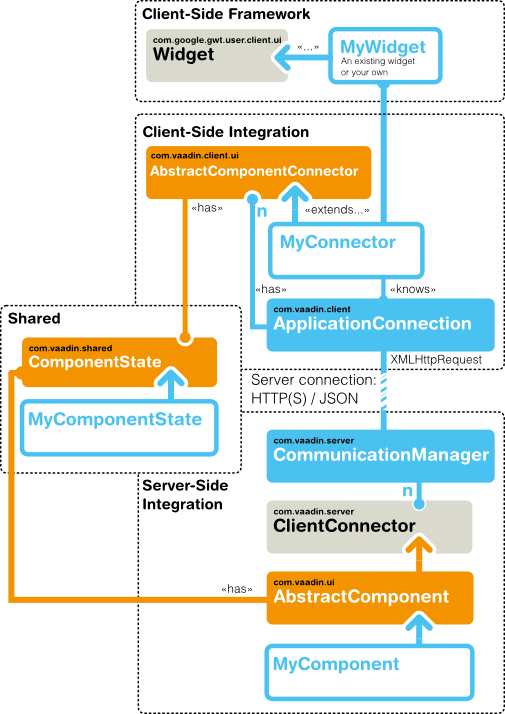 Client-Side Framework
com.google.gwt.user.client.ui
Widget
«...»
MyWidget
An existing widget
or your own
Client-Side Integration
com.vaadin.client.ui
AbstractComponentConnector
«has»
n
«extends...»
MyConnector
«has»
«knows»
com.vaadin.client
ApplicationConnection
Shared
com.vaadin.shared
ComponentState
MyComponentState
XMLHttpRequest
Server connection:
HTTP(S) / JSON
com.vaadin.server
CommunicationManager
Server-Side
Integration
n
com.vaadin.server
ClientConnector
«has»
com.vaadin.ui
AbstractComponent
MyComponent